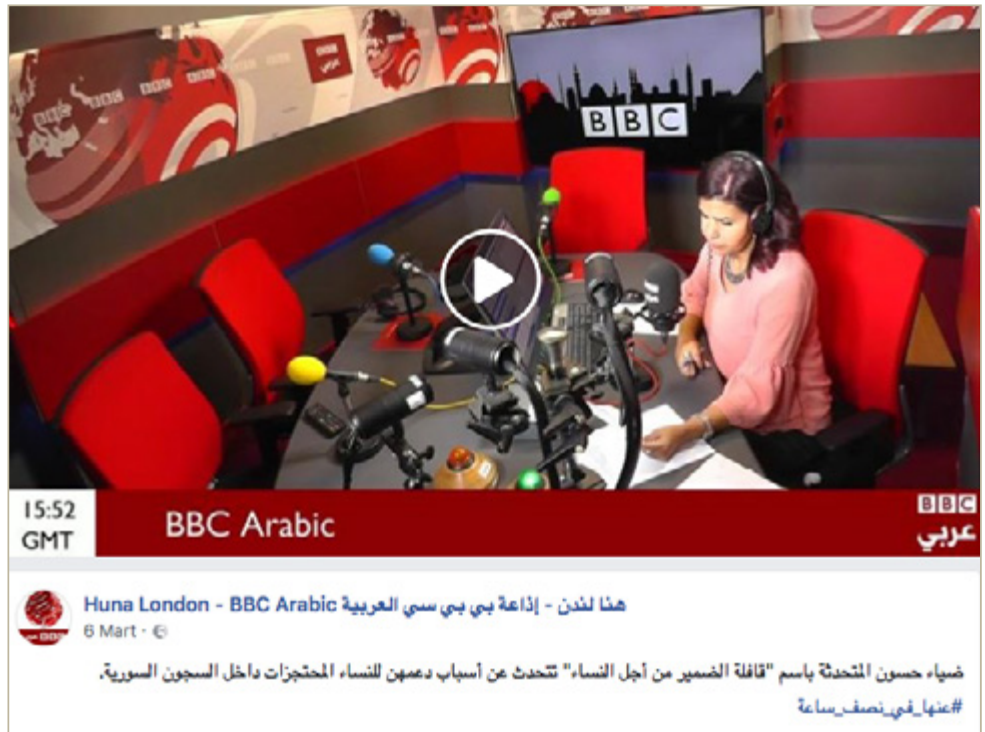 BBC
15:52
GMT
BBC Arabic
BBC
عربي
Huna London - BBC Arabic هنا لندن - إذاعة بي بي سي العربية
6 Mart ·
ضياء حسون المتحدثة باسم "قافلة الضمير من أجل النساء" تتحدث عن أسباب دعمهن للنساء المحتجزات داخل السجون السورية.
#عنها_في_نصف_ساعة